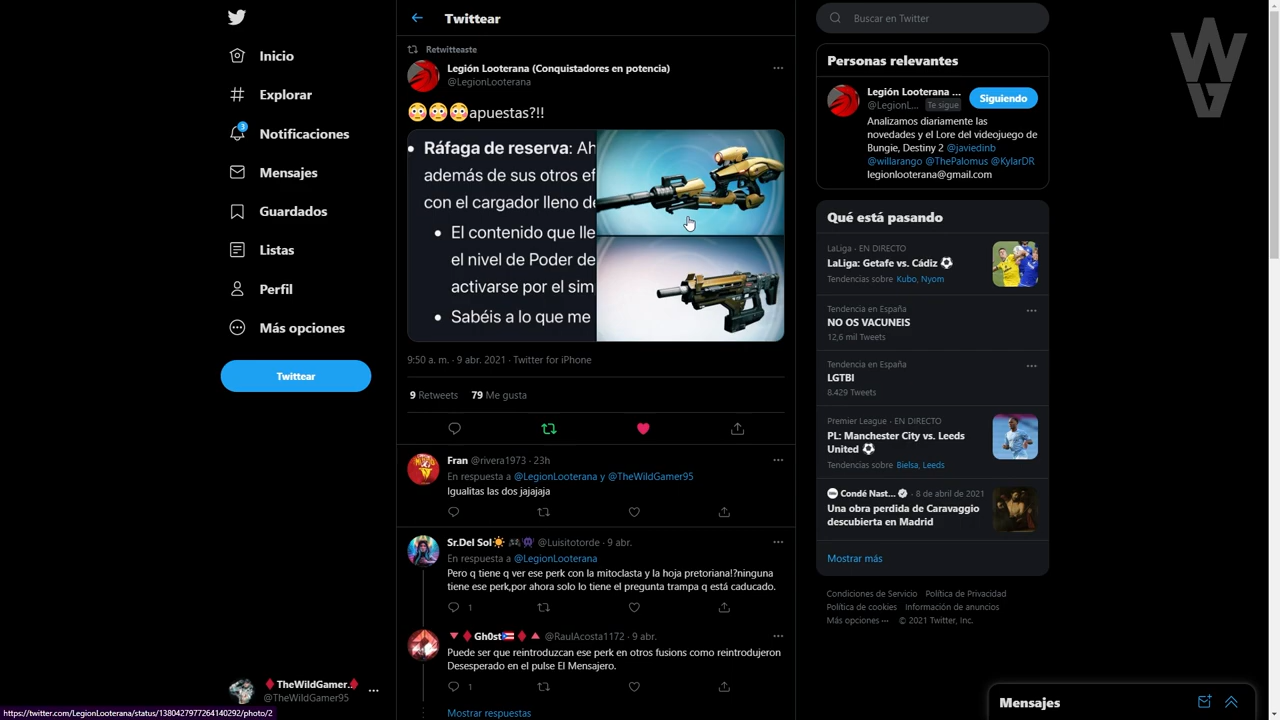 Inicio
Explorar
3
Notificaciones
Mensajes
Guardados
Listas
Perfil
Más opciones
Twittear
TheWildGamer..
@TheWildGamer95
https://twitter.com/LegionLooterana/status/1380427977264140292/photo/2
Twittear
Retwitteaste
Legión Looterana (Conquistadores en potencia)
@LegionLooterana
😳😳😳apuestas?!!
• Ráfaga de reserva: Ah
además de sus otros ef
con el cargador lleno de
• El contenido que lle
el nivel de Poder de
activarse por el sim
• Sabéis a lo que me
9:50 a. m. · 9 abr. 2021 · Twitter for iPhone
9 Retweets 79 Me gusta
Fran @rivera1973 · 23h
En respuesta a @LegionLooterana y @TheWildGamer95
Igualitas las dos jajajaja
Sr.Del Sol☀️ 🎮👾 @Luisitotorde · 9 abr.
En respuesta a @LegionLooterana
Pero q tiene q ver ese perk con la mitoclasta y la hoja pretoriana!?ninguna
tiene ese perk,por ahora solo lo tiene el pregunta trampa q está caducado.
1
🔻♦️Gh0st🇵🇷♦️🔺 @RaulAcosta1172 · 9 abr.
Puede ser que reintroduzcan ese perk en otros fusions como reintrodujeron
Desesperado en el pulse El Mensajero.
1
Mostrar respuestas
Buscar en Twitter
Personas relevantes
Legión Looterana ...
@LegionL... Te sigue
Siguiendo
Analizamos diariamente las
novedades y el Lore del videojuego de
Bungie, Destiny 2 @javiedinb
@willarango @ThePalomus @KylarDR
legionlooterana@gmail.com
Qué está pasando
LaLiga · EN DIRECTO
LaLiga: Getafe vs. Cádiz ⚽
Tendencias sobre Kubo, Nyom
Tendencia en España
NO OS VACUNEIS
12,6 mil Tweets
Tendencia en España
LGTBI
8.429 Tweets
Premier League · EN DIRECTO
PL: Manchester City vs. Leeds
United ⚽
Tendencias sobre Bielsa, Leeds
Condé Nast... · 8 de abril de 2021
Una obra perdida de Caravaggio
descubierta en Madrid
Mostrar más
Condiciones de Servicio Política de Privacidad
Política de cookies Información de anuncios
Más opciones ··· © 2021 Twitter, Inc.
Mensajes
WG